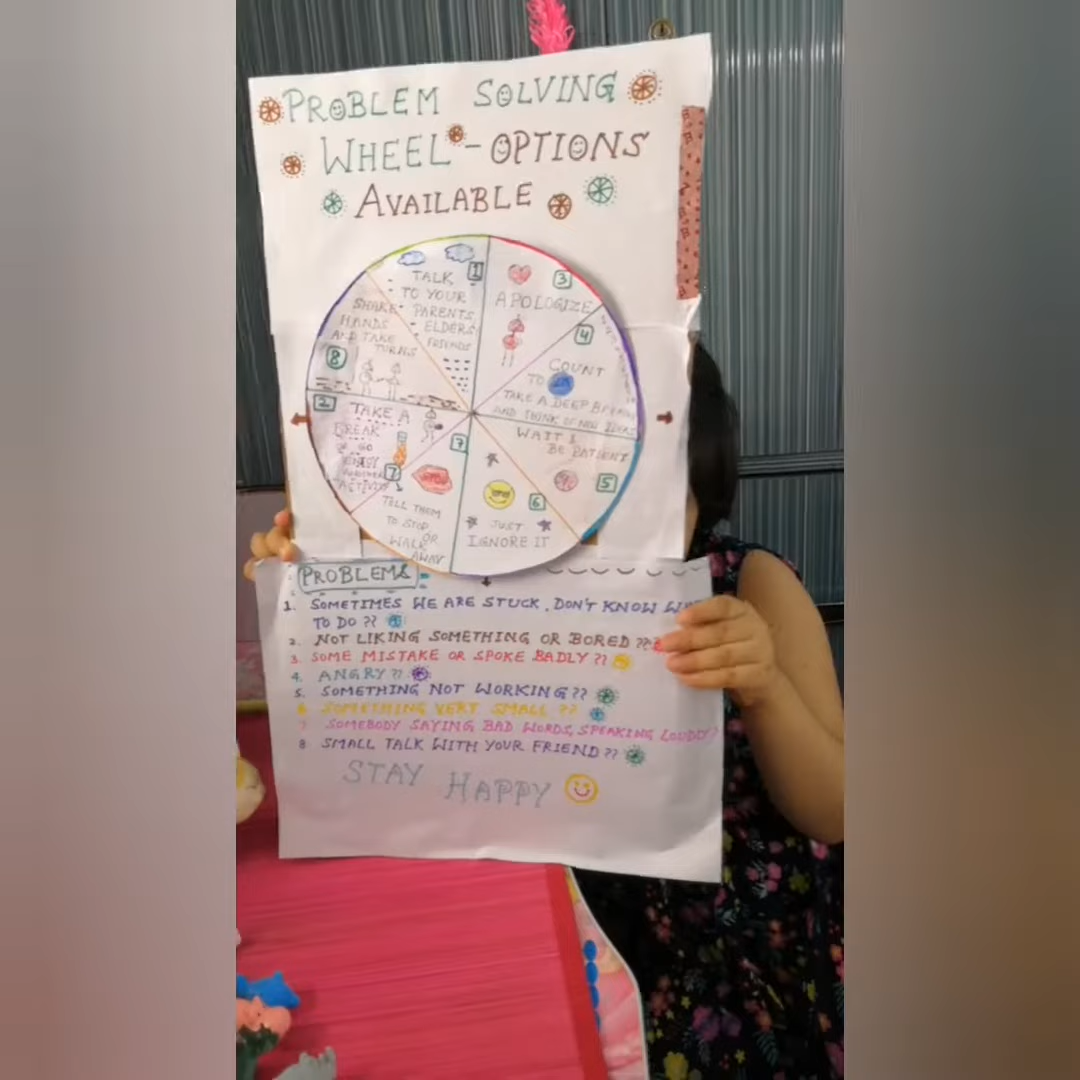 PROBLEM SOLVING
WHEEL - OPTIONS
AVAILABLE
1
TALK
TO YOUR
PARENTS
- ELDERS
FRIENDS
3
APOLOGIZE
4
COUNT
TO
TAKE A DEEP BREATH
AND THINK OF NEW IDEAS
WAIT &
BE PATIENT
5
6
JUST
IGNORE IT
7
7
TELL THEM
TO STOP
OR
WALK
AWAY
2
TAKE A
BREAK
GO
8
SHAKE
HANDS
AND TAKE
TURNS
PROBLEMS
1. SOMETIMES WE ARE STUCK, DON'T KNOW
TO DO ??
2. NOT LIKING SOMETHING OR BORED ??
3. SOME MISTAKE OR SPOKE BADLY ??
4. ANGRY ??
5. SOMETHING NOT WORKING ??
6 SOMETHING VERY SMALL ??
7 SOMEBODY SAYING BAD WORDS, SPEAKING LOUDLY?
8 SMALL TALK WITH YOUR FRIEND ??
STAY HAPPY